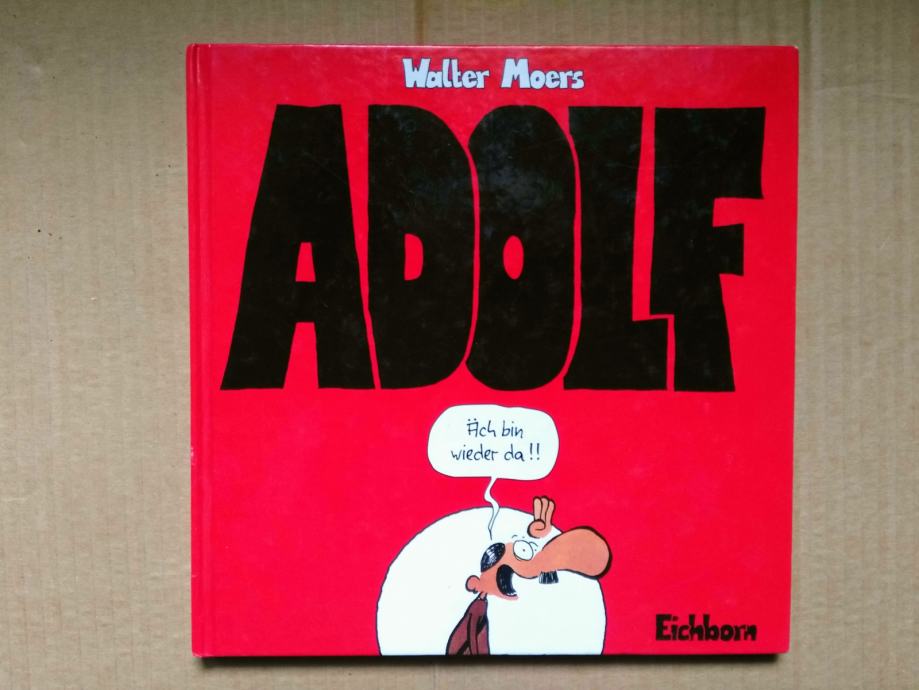 Walter Moers
ADOLF
Äch bin
wieder da!!
Eichborn